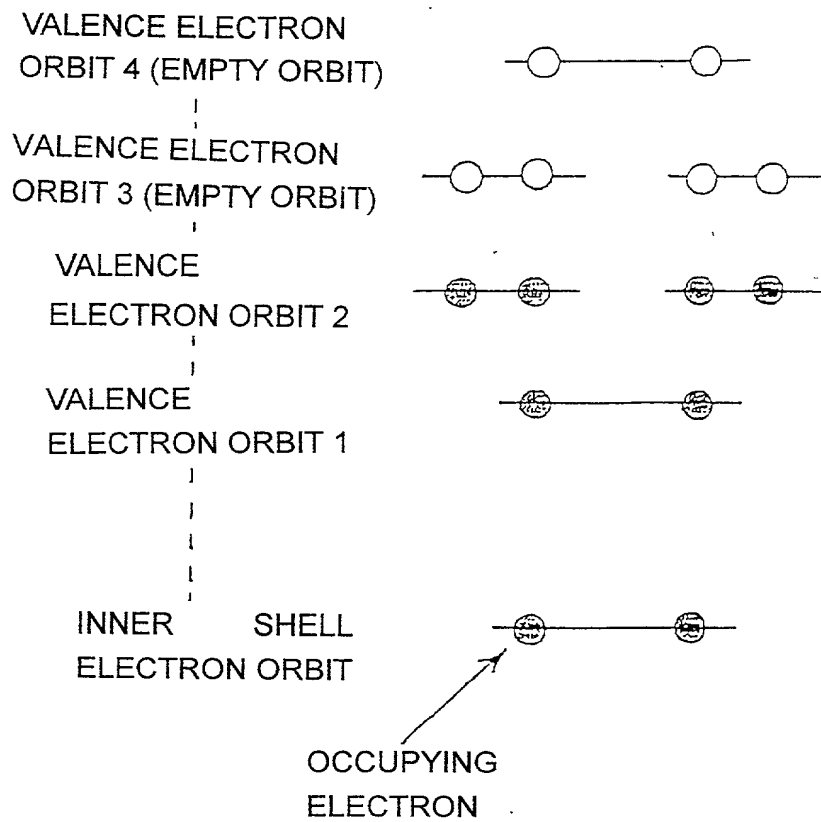 VALENCE ELECTRON
ORBIT 4 (EMPTY ORBIT)
VALENCE ELECTRON
ORBIT 3 (EMPTY ORBIT)
VALENCE
ELECTRON ORBIT 2
VALENCE
ELECTRON ORBIT 1
INNER SHELL
ELECTRON ORBIT
OCCUPYING
ELECTRON